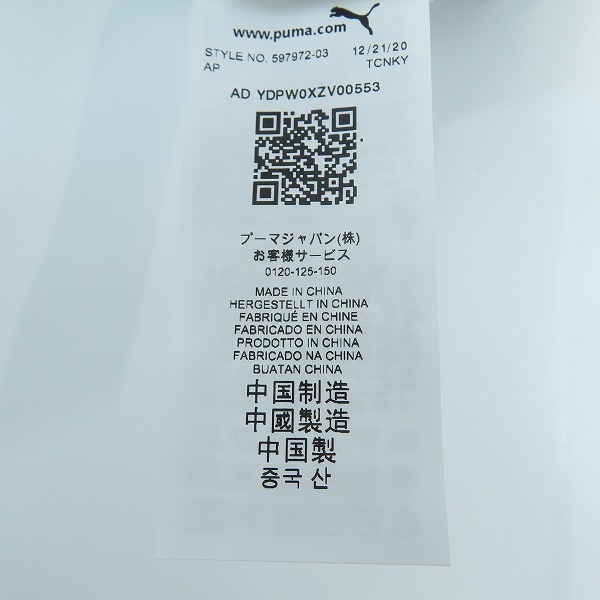 www.puma.com
STYLE NO. 597972-03 12/21/20
AP TCNKY
AD YDPW0XZV00553
プーマジャパン(株)
お客様サービス
0120-125-150
MADE IN CHINA
HERGESTELLT IN CHINA
FABRIQUÉ EN CHINE
FABRICADO EN CHINA
PRODOTTO IN CHINA
FABRICADO NA CHINA
BUATAN CHINA
中国制造
中國製造
中国製
중국 산